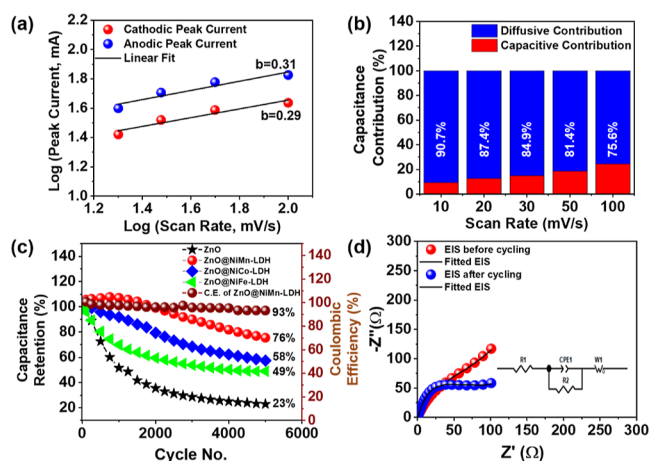 (a)
Cathodic Peak Current
Anodic Peak Current
Linear Fit
b=0.31
b=0.29
2.0
1.8
1.6
1.4
1.2
1.0
1.2 1.4 1.6 1.8 2.0
Log (Peak Current, mA)
Log (Scan Rate, mV/s)
(b)
Diffusive Contribution
Capacitive Contribution
140
120
100
80
60
40
20
0
90.7%
87.4%
84.9%
81.4%
75.6%
10 20 30 50 100
Capacitance
Contribution (%)
Scan Rate (mV/s)
(c)
ZnO
ZnO@NiMn-LDH
ZnO@NiCo-LDH
ZnO@NiFe-LDH
C.E. of ZnO@NiMn-LDH
93%
76%
58%
49%
23%
140
120
100
80
60
40
20
140
120
100
80
60
40
20
0
0 2000 4000 6000
Capacitance
Retention (%)
Coulombic
Efficiency (%)
Cycle No.
(d)
EIS before cycling
Fitted EIS
EIS after cycling
Fitted EIS
R1
CPE1
W1
R2
-300
-250
-200
-150
-100
-50
0
0 50 100 150 200 250 300
-Z''(Ω)
Z' (Ω)